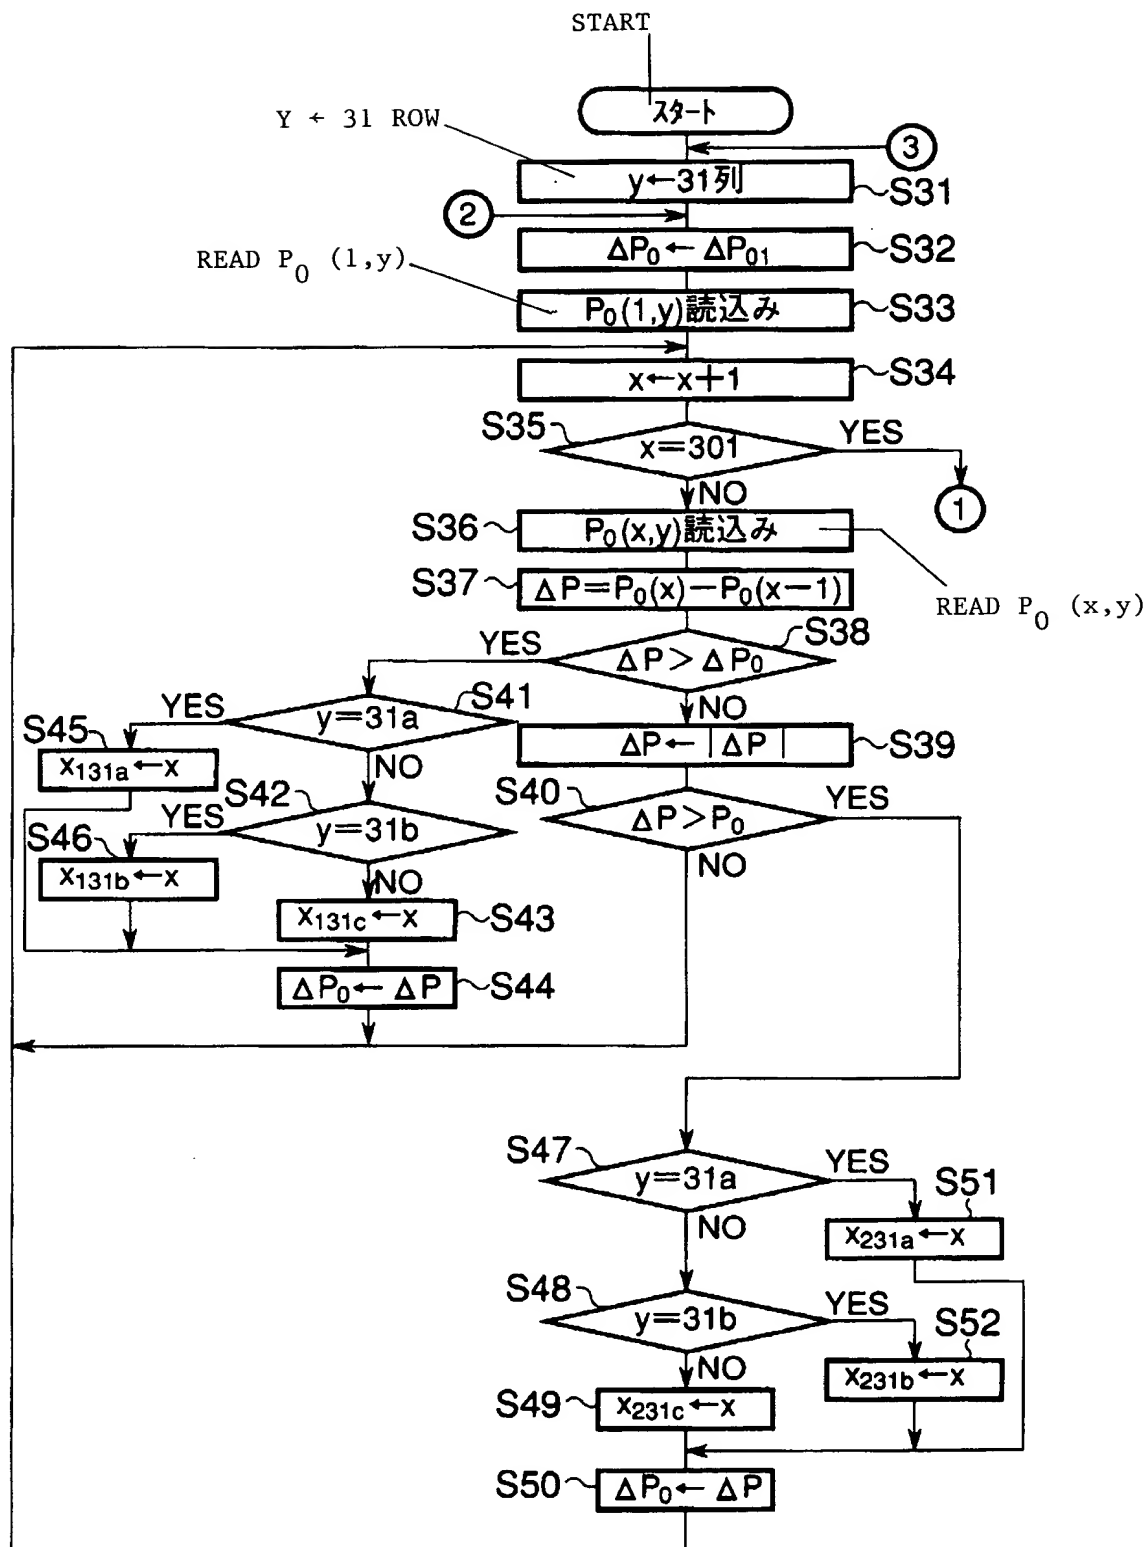 START
スタート
Y ← 31 ROW
3
y←31列
S31
2
ΔP0 ← ΔP01
S32
READ P0 (1,y)
P0(1,y)読込み
S33
x←x+1
S34
S35
x=301
YES
NO
1
S36
P0(x,y)読込み
S37
ΔP=P0(x)−P0(x−1)
READ P0 (x,y)
S38
YES
ΔP>ΔP0
NO
S41
YES
y=31a
NO
S45
x131a←x
ΔP←|ΔP|
S39
S42
YES
y=31b
NO
S40
YES
ΔP>P0
NO
S46
x131b←x
x131c←x
S43
ΔP0← ΔP
S44
S47
YES
y=31a
NO
S51
x231a←x
S48
YES
y=31b
NO
S52
x231b←x
S49
x231c←x
S50
ΔP0← ΔP